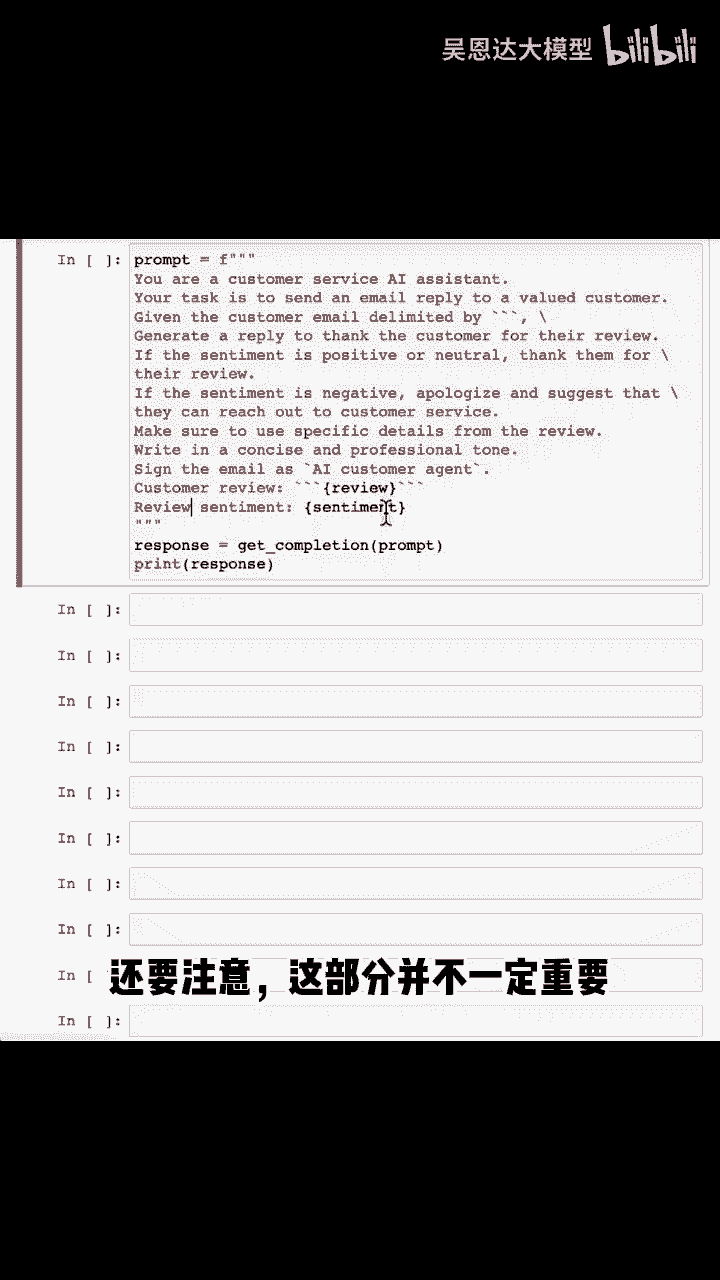 吴恩达大模型 bilibili
In [ ]: prompt = f"""
You are a customer service AI assistant.
Your task is to send an email reply to a valued customer.
Given the customer email delimited by ```, \
Generate a reply to thank the customer for their review.
If the sentiment is positive or neutral, thank them for \
their review.
If the sentiment is negative, apologize and suggest that \
they can reach out to customer service.
Make sure to use specific details from the review.
Write in a concise and professional tone.
Sign the email as `AI customer agent`.
Customer review: ```{review}```
Review sentiment: {sentiment}
"""
response = get_completion(prompt)
print(response)
In [ ]:
In [ ]:
In [ ]:
In [ ]:
In [ ]:
In [ ]:
In [ ]:
In [ ]:
In [
还要注意，这部分并不一定重要
In [ ]: